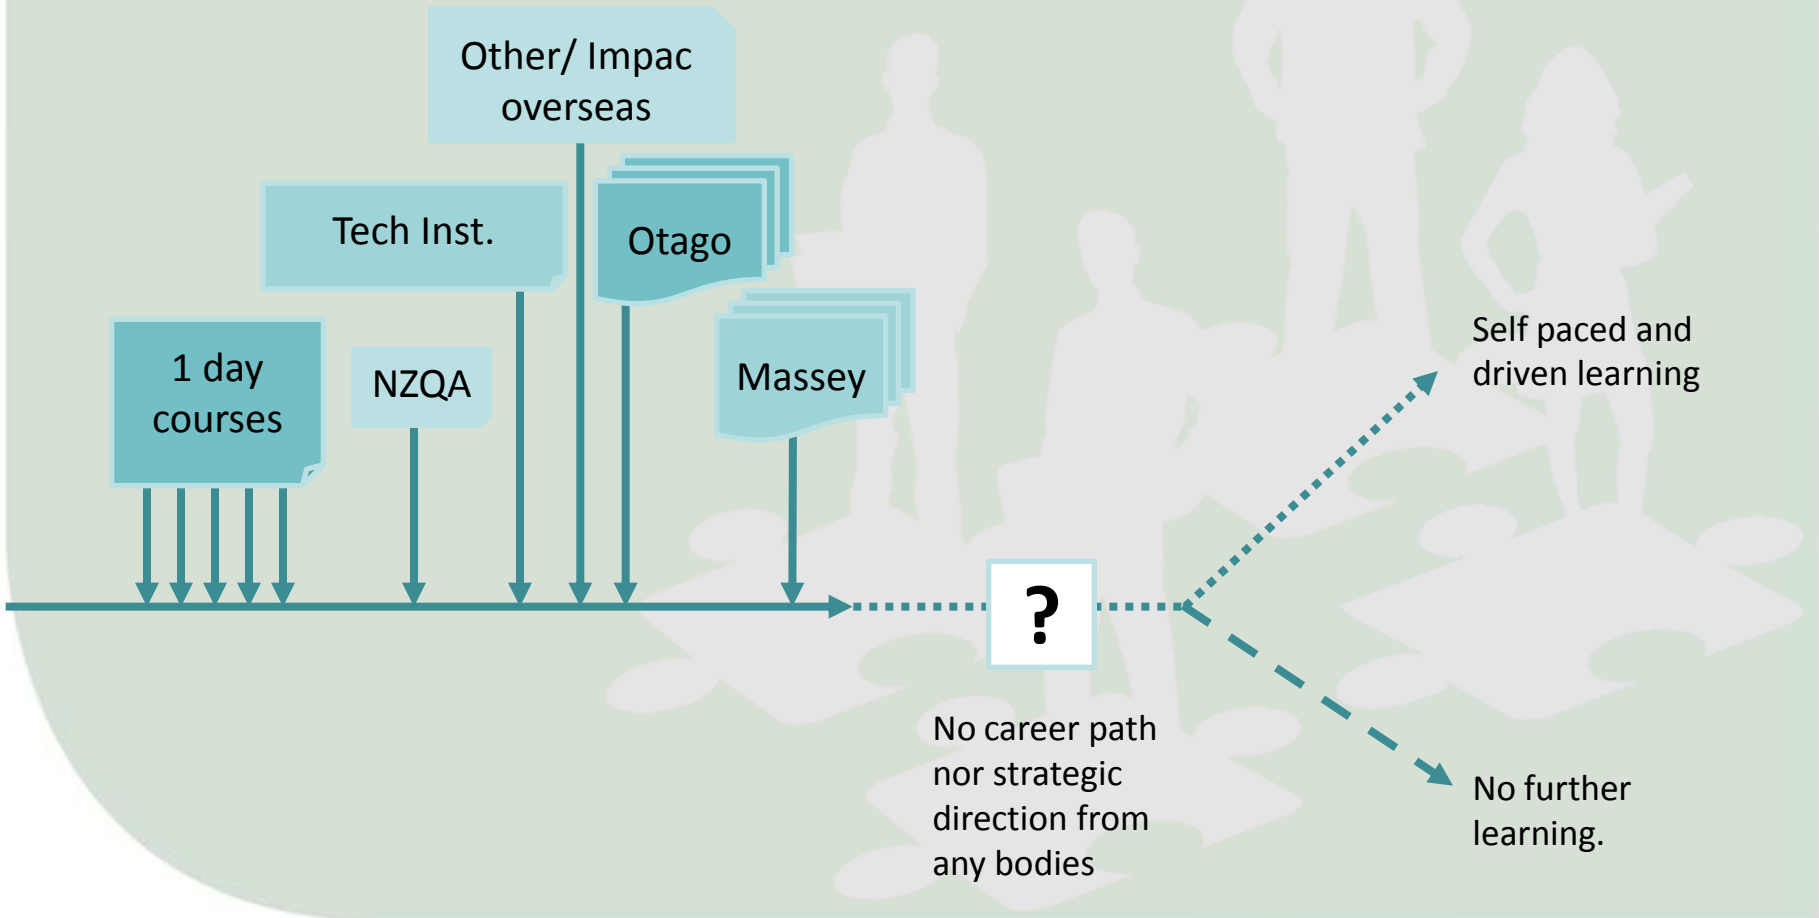 Other/ Impac
overseas
Tech Inst.
Otago
1 day
courses
NZQA
Massey
Self paced and
driven learning
?
No career path
nor strategic
direction from
any bodies
No further
learning.